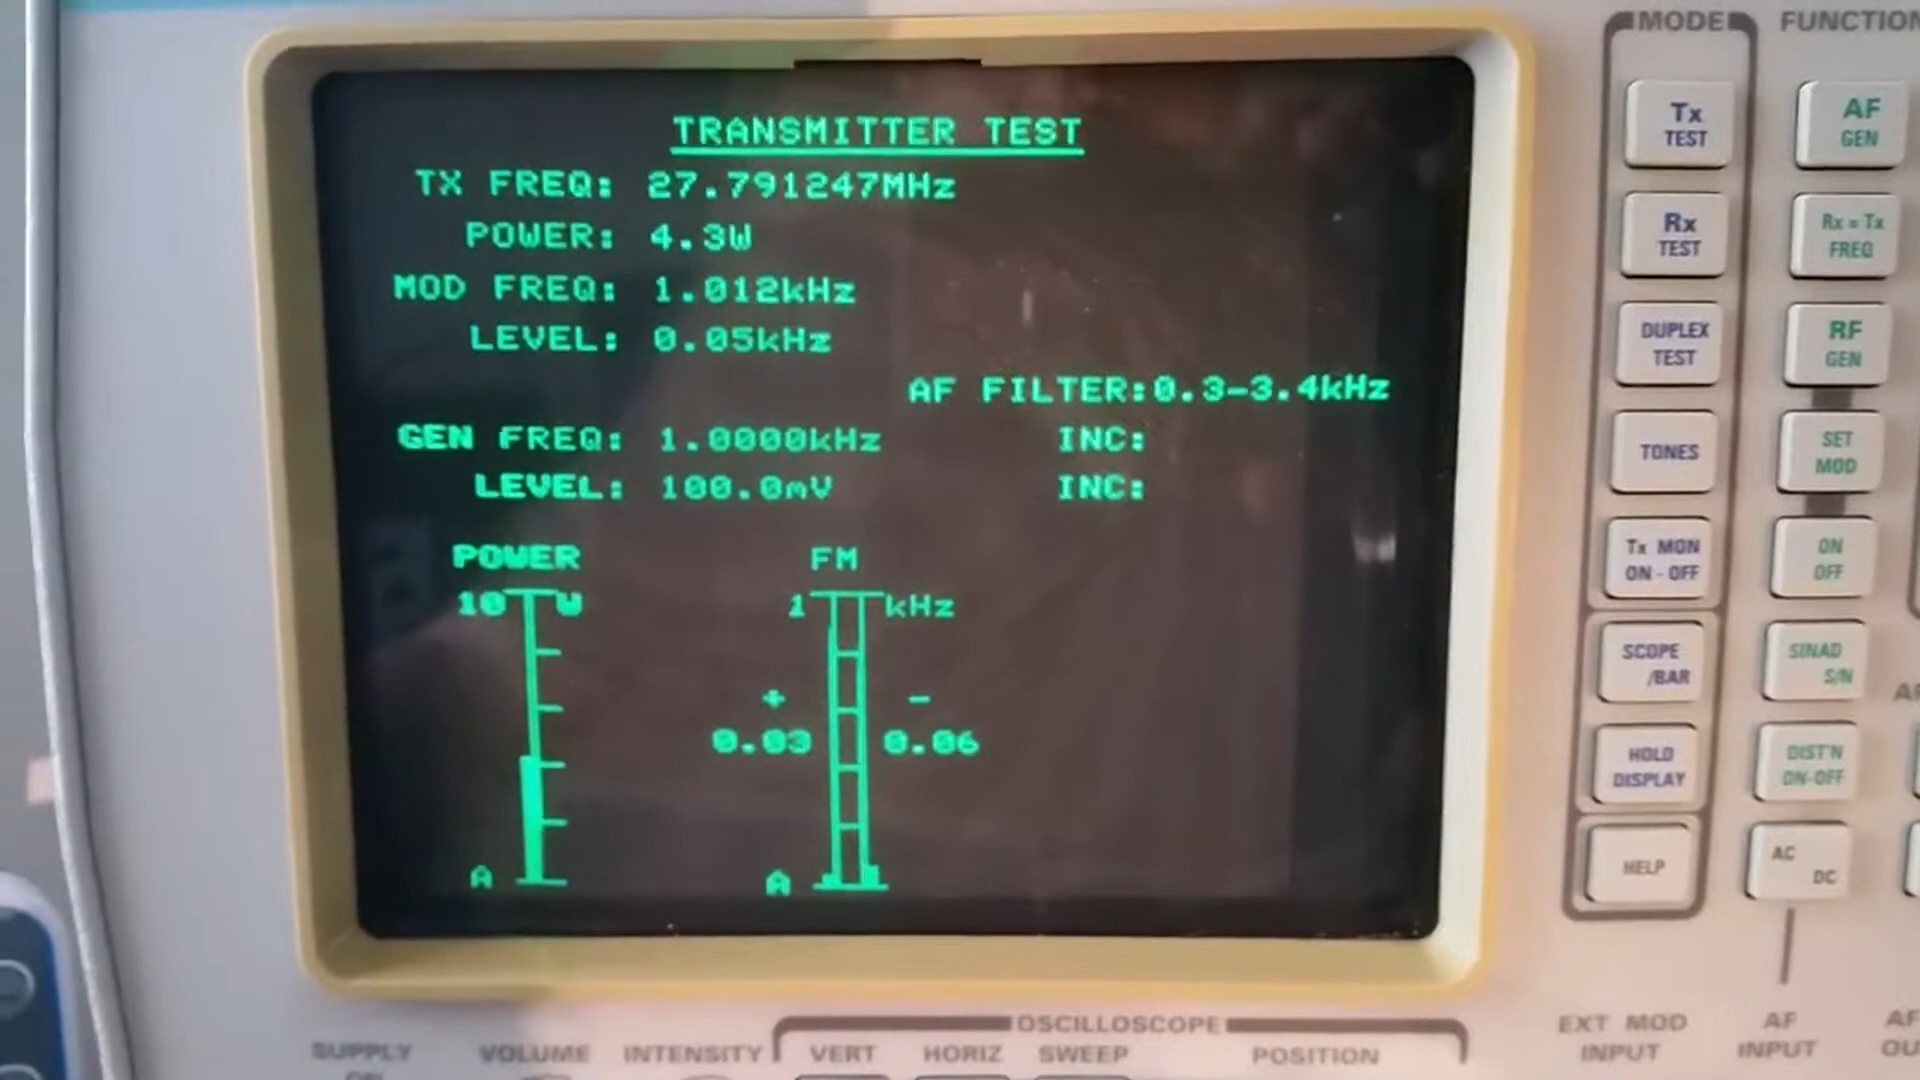 TRANSMITTER TEST
TX FREQ: 27.791247MHz
POWER: 4.3W
MOD FREQ: 1.012kHz
LEVEL: 0.05kHz
AF FILTER:0.3-3.4kHz
GEN FREQ: 1.0000kHz INC:
LEVEL: 100.0mV INC:
POWER FM
10 W 1 kHz
+ -
0.03 0.06
A A
MODE FUNCTION
Tx TEST
AF GEN
Rx TEST
Rx = Tx FREQ
DUPLEX TEST
RF GEN
TONES
SET MOD
Tx MON ON - OFF
ON OFF
SCOPE /BAR
SINAD S/N
HOLD DISPLAY
DIST'N ON-OFF
HELP
AC DC
OSCILLOSCOPE
SUPPLY ON
VOLUME INTENSITY VERT HORIZ SWEEP POSITION
EXT MOD INPUT
AF INPUT